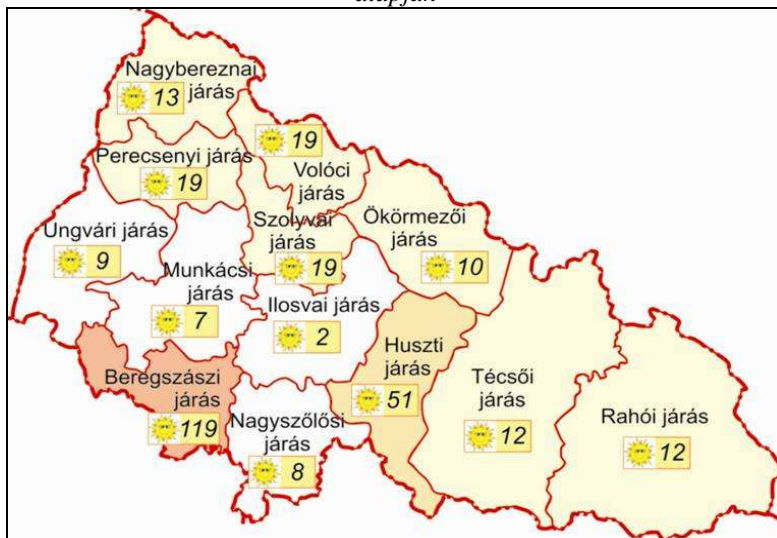 alapján
Nagybereznai
járás
13
19
Volóci
járás
Perecsenyi járás
19
Ungvári járás
9
Szolyvai
járás
19
Ökörmezői
járás
10
Munkácsi
járás
7
Ilosvai járás
2
Huszti
járás
51
Beregszászi
járás
119
Técsői
járás
12
Rahói járás
12
Nagyszőlősi
járás
8